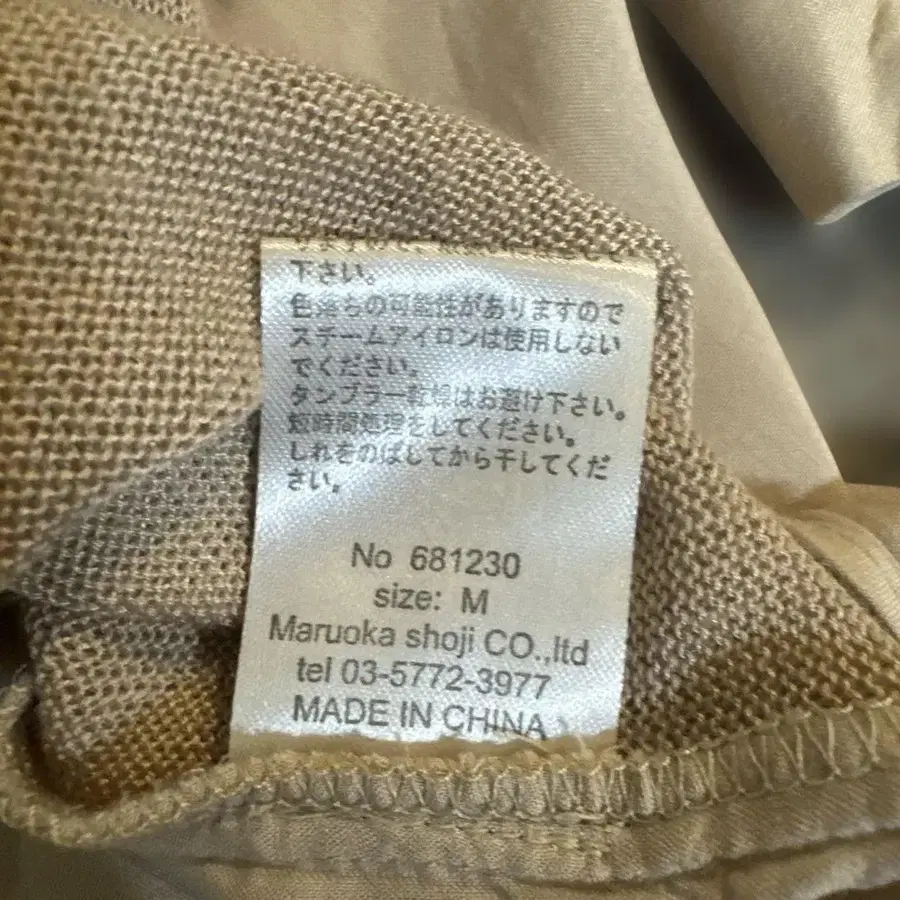 下さい。
色落ちの可能性がありますので
スチームアイロンは使用しない
でください。
タンブラー乾燥はお避け下さい。
短時間処理をしてください。
しわをのばしてから干してくだ
さい。
No 681230
size: M
Maruoka shoji CO.,ltd
tel 03-5772-3977
MADE IN CHINA